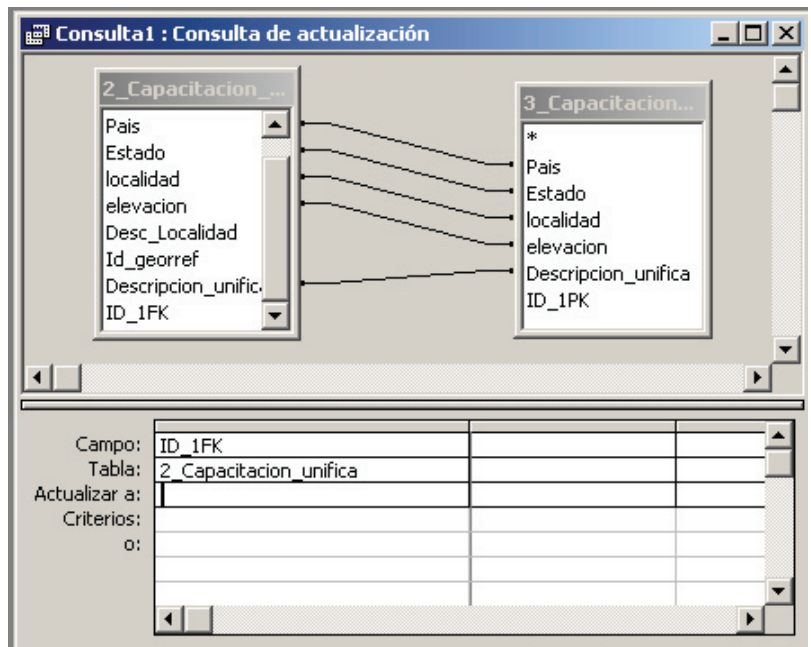 Consulta1 : Consulta de actualización
2_Capacitacion_...
Pais
Estado
localidad
elevacion
Desc_Localidad
Id_georref
Descripcion_unific
ID_1FK
3_Capacitacion...
*
Pais
Estado
localidad
elevacion
Descripcion_unifica
ID_1PK
Campo: ID_1FK
Tabla: 2_Capacitacion_unifica
Actualizar a:
Criterios:
o: